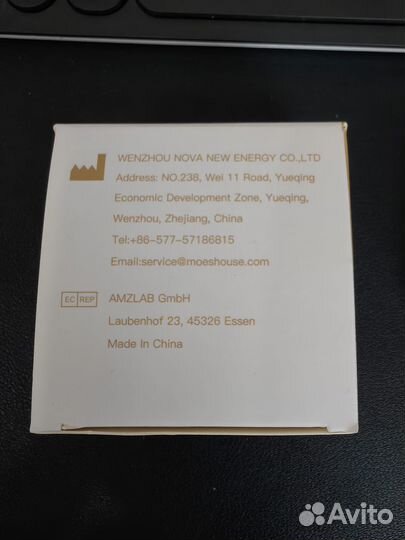 WENZHOU NOVA NEW ENERGY CO.,LTD
Address: NO.238, Wei 11 Road, Yueqing
Economic Development Zone, Yueqing,
Wenzhou, Zhejiang, China
Tel:+86-577-57186815
Email:service@moeshouse.com
EC REP AMZLAB GmbH
Laubenhof 23, 45326 Essen
Made In China
Avito